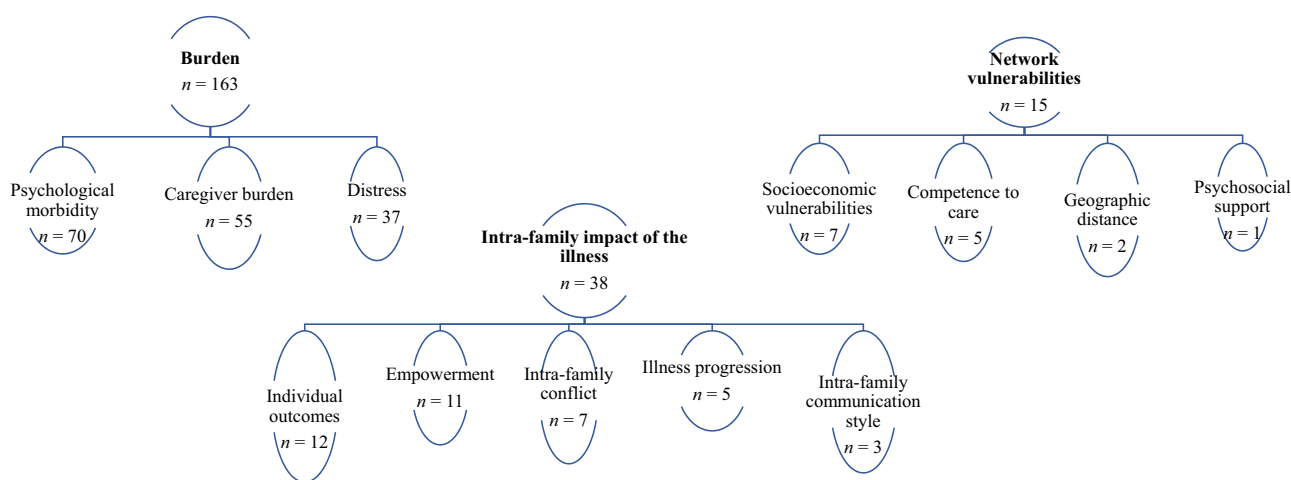 Burden
n = 163
Psychological
morbidity
n = 70
Caregiver burden
n = 55
Distress
n = 37
Network
vulnerabilities
n = 15
Socioeconomic
vulnerabilities
n = 7
Competence to
care
n = 5
Geographic
distance
n = 2
Psychosocial
support
n = 1
Intra-family impact of the
illness
n = 38
Individual
outcomes
n = 12
Empowerment
n = 11
Intra-family
conflict
n = 7
Illness progression
n = 5
Intra-family
communication
style
n = 3